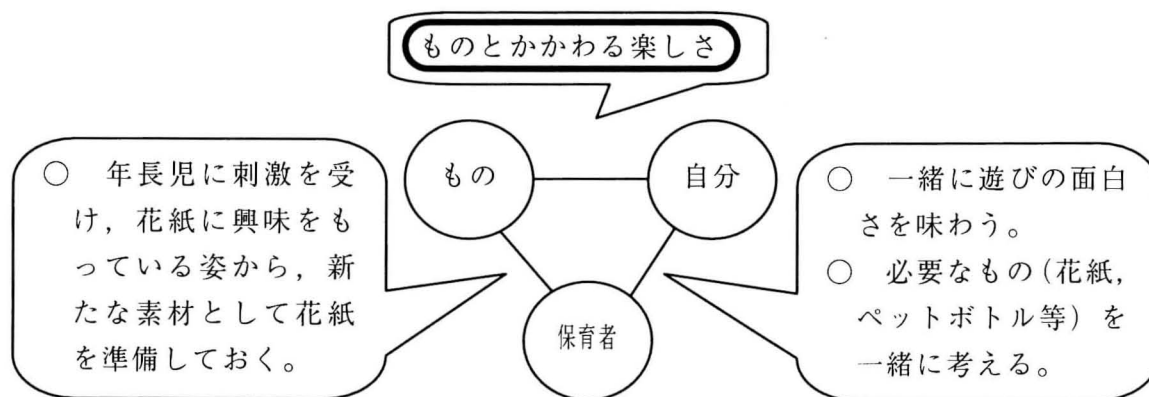 ものとかかわる楽しさ
もの
自分
○　年長児に刺激を受
け，花紙に興味をも
っている姿から，新
たな素材として花紙
を準備しておく。
○　一緒に遊びの面白
さを味わう。
○　必要なもの（花紙，
ペットボトル等）を
一緒に考える。
保育者